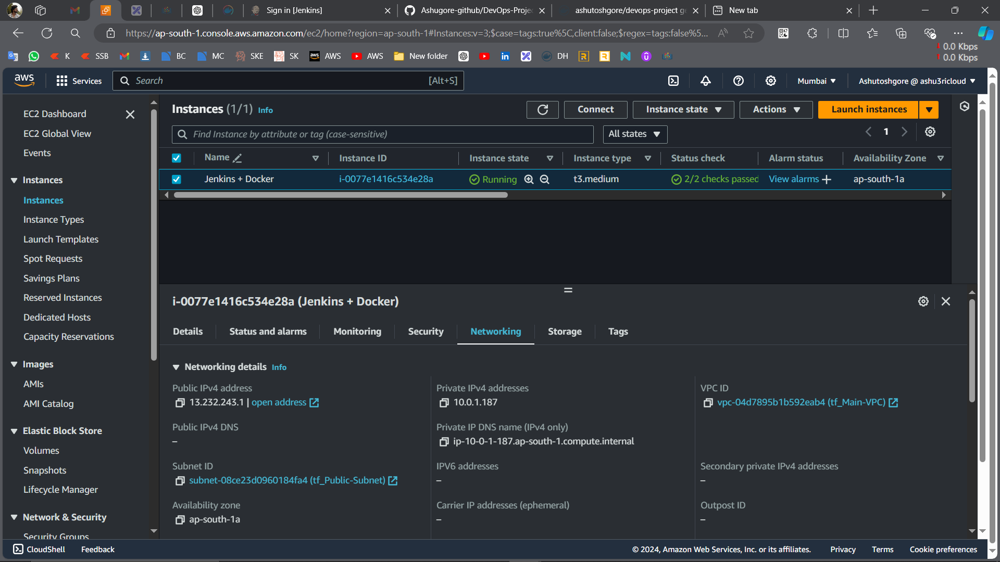 Sign in [Jenkins]
Ashugore-github/DevOps-Projec
ashutoshgore/devops-project ge
New tab
https://ap-south-1.console.aws.amazon.com/ec2/home?region=ap-south-1#Instances:v=3;$case=tags:true%5C,client:false;$regex=tags:false%5...
0.0 Kbps
0.0 Kbps
K
SSB
BC
MC
SKE
SK
AWS
AWS
New folder
DH
aws
Services
Search
[Alt+S]
Mumbai
Ashutoshgore @ ashu3ricloud
EC2 Dashboard
EC2 Global View
Events
Instances
Instances
Instance Types
Launch Templates
Spot Requests
Savings Plans
Reserved Instances
Dedicated Hosts
Capacity Reservations
Images
AMIs
AMI Catalog
Elastic Block Store
Volumes
Snapshots
Lifecycle Manager
Network & Security
Security Groups
Instances (1/1) Info
Connect
Instance state
Actions
Launch instances
Find Instance by attribute or tag (case-sensitive)
All states
1
Name
Instance ID
Instance state
Instance type
Status check
Alarm status
Availability Zone
Jenkins + Docker
i-0077e1416c534e28a
Running
t3.medium
2/2 checks passed
View alarms
ap-south-1a
i-0077e1416c534e28a (Jenkins + Docker)
Details
Status and alarms
Monitoring
Security
Networking
Storage
Tags
Networking details Info
Public IPv4 address
13.232.243.1 | open address
Private IPv4 addresses
10.0.1.187
VPC ID
vpc-04d7895b1b592eab4 (tf_Main-VPC)
Public IPv4 DNS
–
Private IP DNS name (IPv4 only)
ip-10-0-1-187.ap-south-1.compute.internal
Subnet ID
subnet-08ce23d0960184fa4 (tf_Public-Subnet)
IPV6 addresses
–
Secondary private IPv4 addresses
–
Availability zone
ap-south-1a
Carrier IP addresses (ephemeral)
–
Outpost ID
–
CloudShell
Feedback
© 2024, Amazon Web Services, Inc. or its affiliates.
Privacy
Terms
Cookie preferences